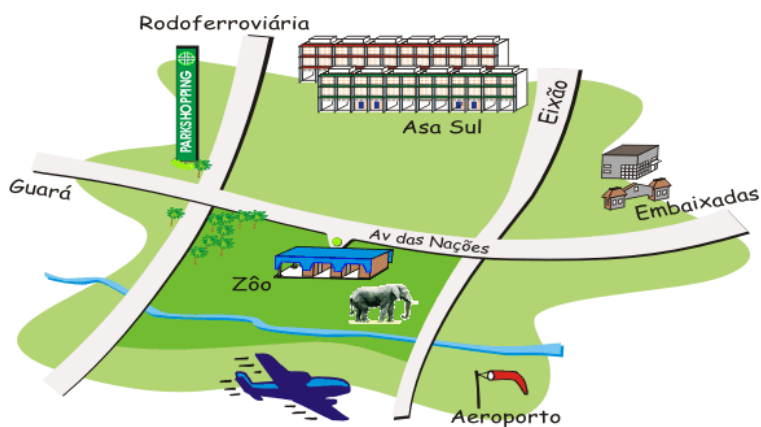 Rodoferroviária
PARKSHOPPING
Asa Sul
Eixão
Guará
Embaixadas
Av das Nações
Zôo
Aeroporto